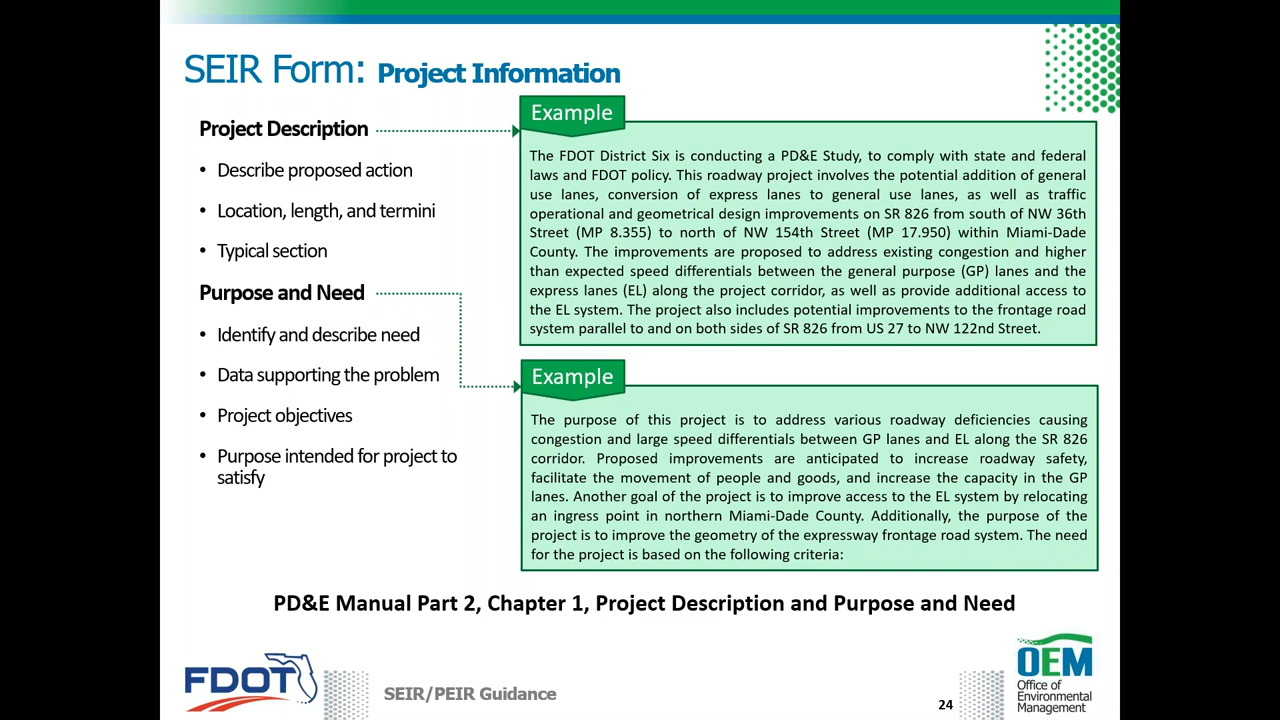 SEIR Form: Project Information
Project Description
• Describe proposed action
• Location, length, and termini
• Typical section
Purpose and Need
• Identify and describe need
• Data supporting the problem
• Project objectives
• Purpose intended for project to
satisfy
Example
The FDOT District Six is conducting a PD&E Study, to comply with state and federal
laws and FDOT policy. This roadway project involves the potential addition of general
use lanes, conversion of express lanes to general use lanes, as well as traffic
operational and geometrical design improvements on SR 826 from south of NW 36th
Street (MP 8.355) to north of NW 154th Street (MP 17.950) within Miami-Dade
County. The improvements are proposed to address existing congestion and higher
than expected speed differentials between the general purpose (GP) lanes and the
express lanes (EL) along the project corridor, as well as provide additional access to
the EL system. The project also includes potential improvements to the frontage road
system parallel to and on both sides of SR 826 from US 27 to NW 122nd Street.
Example
The purpose of this project is to address various roadway deficiencies causing
congestion and large speed differentials between GP lanes and EL along the SR 826
corridor. Proposed improvements are anticipated to increase roadway safety,
facilitate the movement of people and goods, and increase the capacity in the GP
lanes. Another goal of the project is to improve access to the EL system by relocating
an ingress point in northern Miami-Dade County. Additionally, the purpose of the
project is to improve the geometry of the expressway frontage road system. The need
for the project is based on the following criteria:
PD&E Manual Part 2, Chapter 1, Project Description and Purpose and Need
FDOT
SEIR/PEIR Guidance
24
OEM
Office of
Environmental
Management